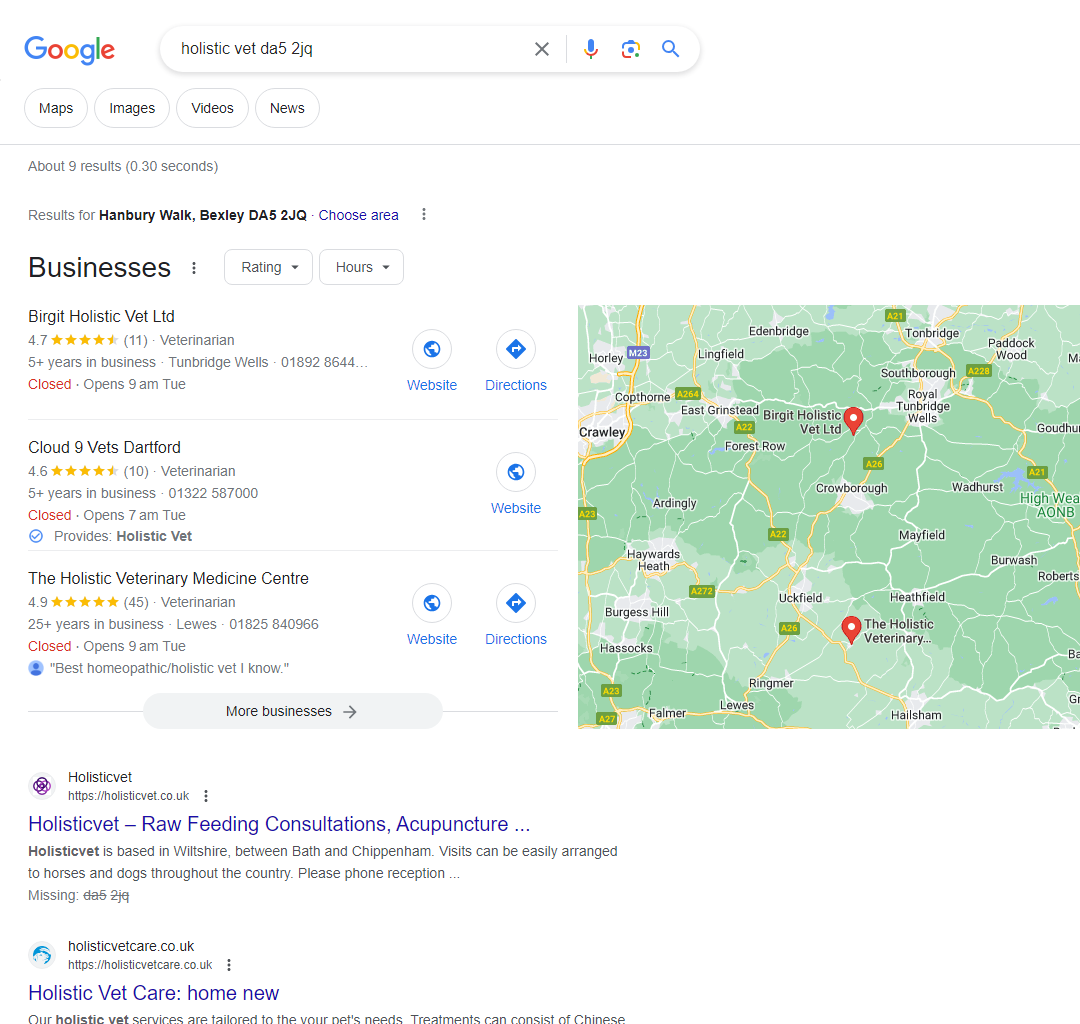 Google
holistic vet da5 2jq
Maps
Images
Videos
News
About 9 results (0.30 seconds)
Results for Hanbury Walk, Bexley DA5 2JQ · Choose area
Businesses
Rating
Hours
Birgit Holistic Vet Ltd
4.7 (11) · Veterinarian
5+ years in business · Tunbridge Wells · 01892 8644...
Closed · Opens 9 am Tue
Website
Directions
Cloud 9 Vets Dartford
4.6 (10) · Veterinarian
5+ years in business · 01322 587000
Closed · Opens 7 am Tue
Provides: Holistic Vet
Website
The Holistic Veterinary Medicine Centre
4.9 (45) · Veterinarian
25+ years in business · Lewes · 01825 840966
Closed · Opens 9 am Tue
"Best homeopathic/holistic vet I know."
Website
Directions
More businesses
A21
Edenbridge
Tonbridge
Paddock
Wood
Horley
M23
Lingfield
Southborough
A228
Copthorne
A264
Royal
Tunbridge
Wells
East Grinstead
Birgit Holistic
Vet Ltd
A22
Crawley
Forest Row
Goudhu
A26
A21
Crowborough
Wadhurst
High Wea
AONB
Ardingly
A23
A22
Mayfield
Haywards
Heath
Burwash
Roberts
A272
Uckfield
Heathfield
Burgess Hill
A26
The Holistic
Veterinary...
Hassocks
Ringmer
A23
Lewes
A27
Falmer
Hailsham
Holisticvet
https://holisticvet.co.uk
Holisticvet – Raw Feeding Consultations, Acupuncture ...
Holisticvet is based in Wiltshire, between Bath and Chippenham. Visits can be easily arranged
to horses and dogs throughout the country. Please phone reception ...
Missing: da5 2jq
holisticvetcare.co.uk
https://holisticvetcare.co.uk
Holistic Vet Care: home new
Our holistic vet services are tailored to the your pet's needs. Treatments can consist of Chinese